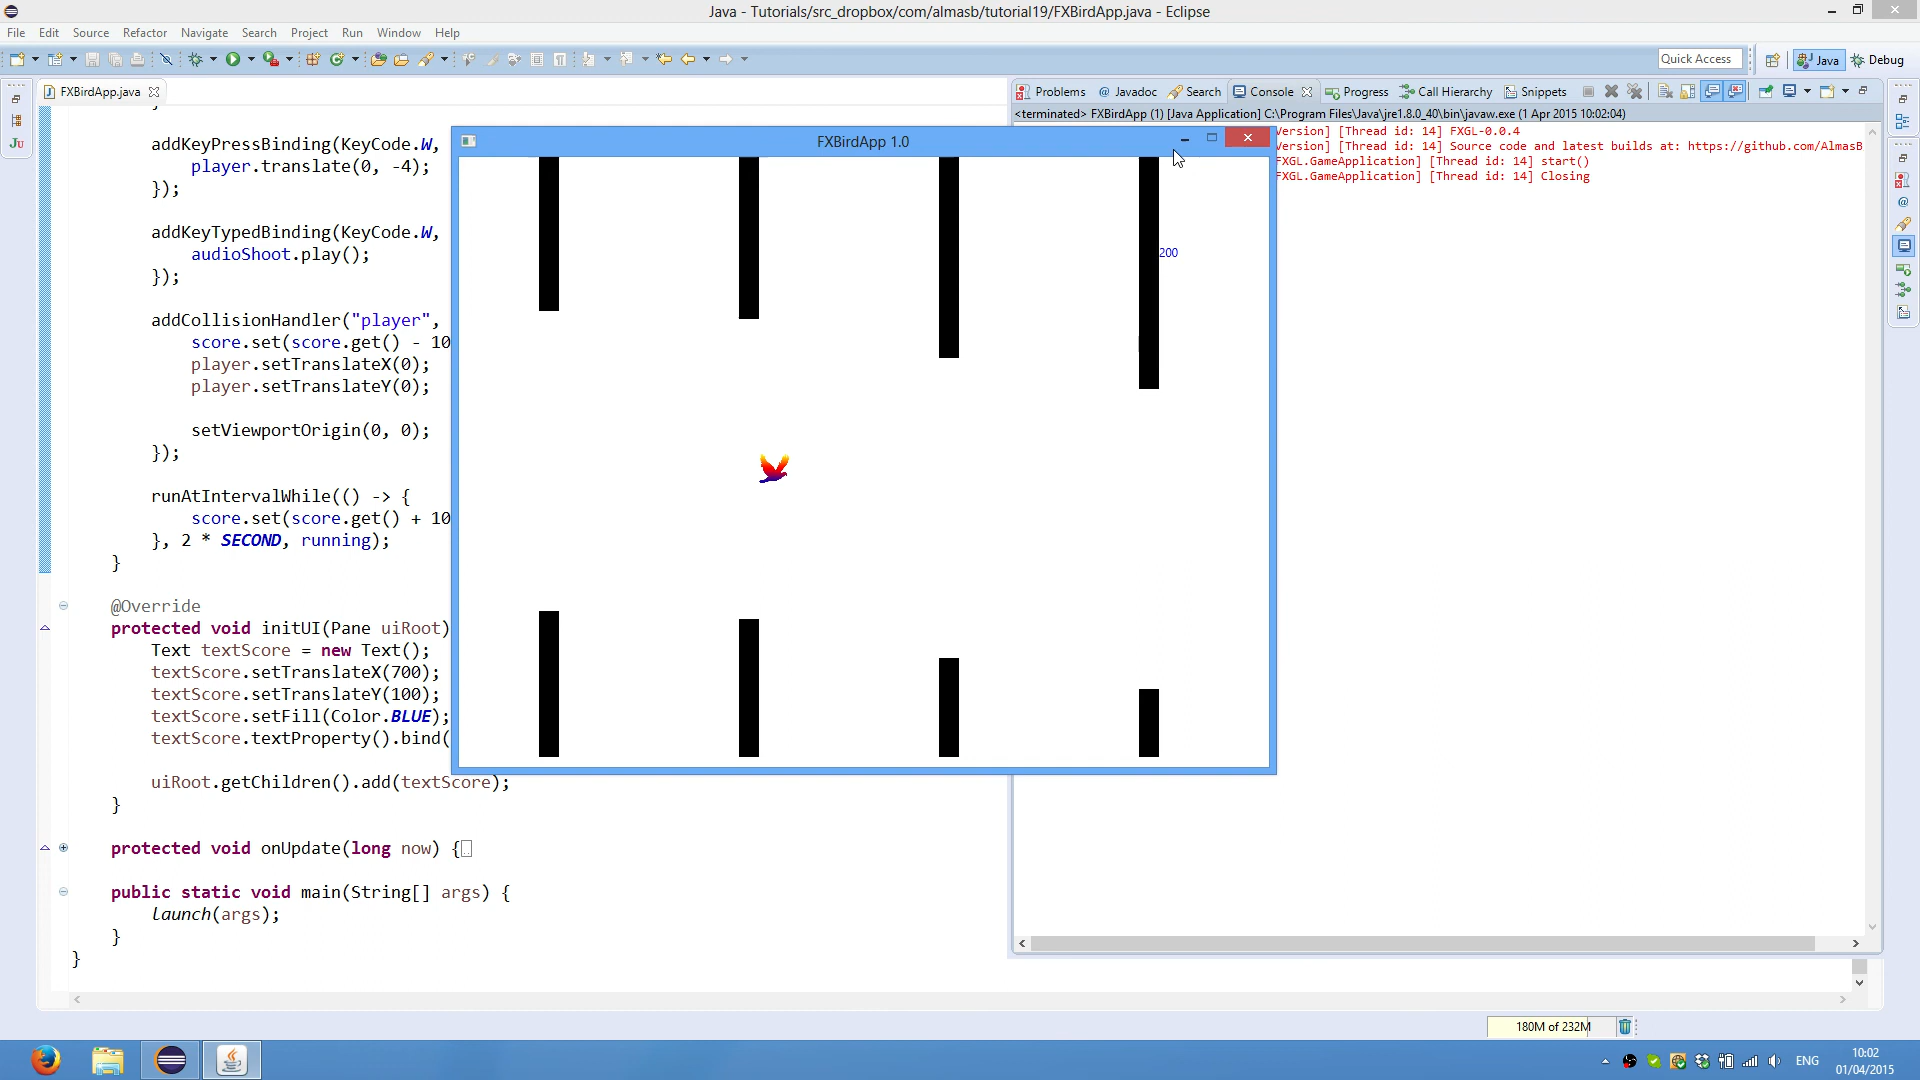 Java - Tutorials/src_dropbox/com/almasb/tutorial19/FXBirdApp.java - Eclipse
File Edit Source Refactor Navigate Search Project Run Window Help
Quick Access
Java
Debug
FXBirdApp.java
Problems @ Javadoc Search Console Progress Call Hierarchy Snippets
<terminated> FXBirdApp (1) [Java Application] C:\Program Files\Java\jre1.8.0_40\bin\javaw.exe (1 Apr 2015 10:02:04)
Version] [Thread id: 14] FXGL-0.0.4
Version] [Thread id: 14] Source code and latest builds at: https://github.com/AlmasB
FXGL.GameApplication] [Thread id: 14] start()
FXGL.GameApplication] [Thread id: 14] Closing
FXBirdApp 1.0
200
}
addKeyPressBinding(KeyCode.W,
player.translate(0, -4);
});
addKeyTypedBinding(KeyCode.W,
audioShoot.play();
});
addCollisionHandler("player",
score.set(score.get() - 10
player.setTranslateX(0);
player.setTranslateY(0);
setViewportOrigin(0, 0);
});
runAtIntervalWhile(() -> {
score.set(score.get() + 10
}, 2 * SECOND, running);
}
@Override
protected void initUI(Pane uiRoot)
Text textScore = new Text();
textScore.setTranslateX(700);
textScore.setTranslateY(100);
textScore.setFill(Color.BLUE);
textScore.textProperty().bind(
uiRoot.getChildren().add(textScore);
}
protected void onUpdate(long now) {
public static void main(String[] args) {
launch(args);
}
}
180M of 232M
ENG
10:02
01/04/2015